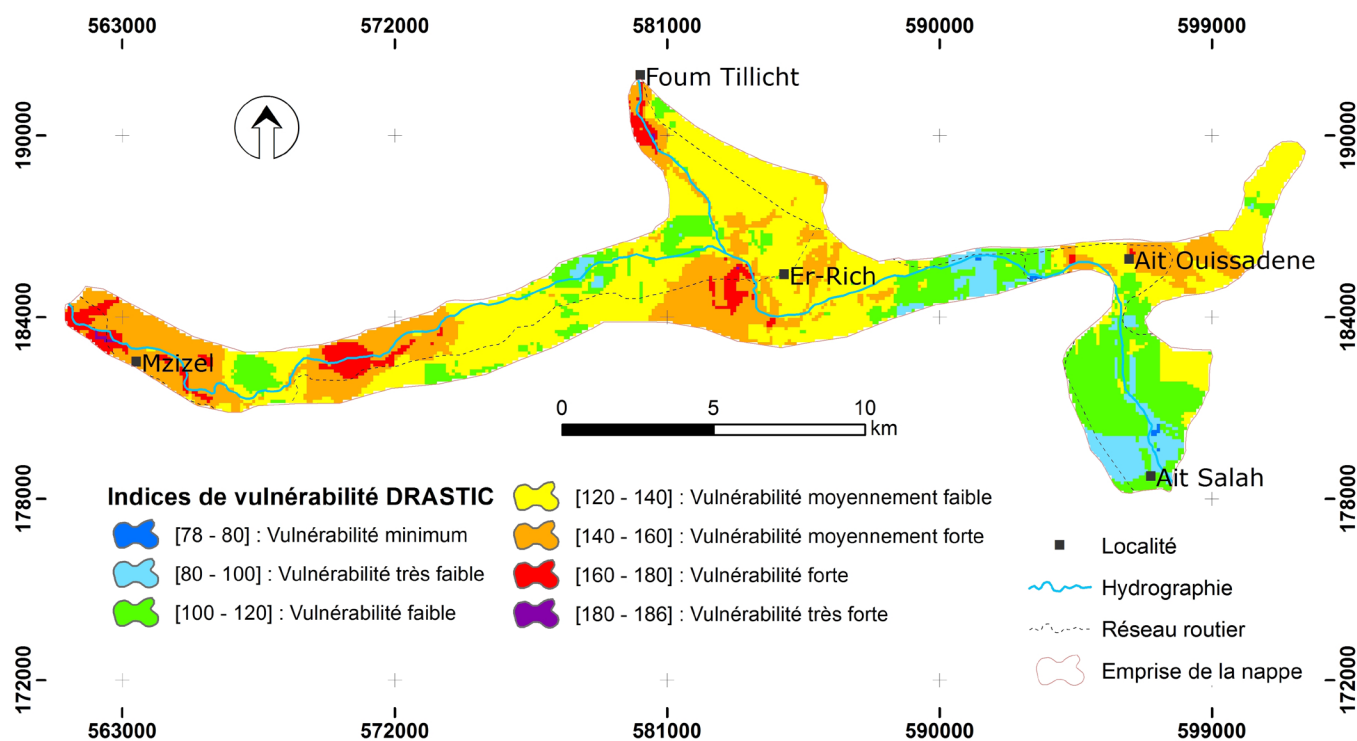 563000 572000 581000 590000 599000
Foum Tillicht
190000 190000
Ait Ouissadene
Er-Rich
184000 184000
Mzizel
0 5 10
km
Ait Salah
178000 178000
Indices de vulnérabilité DRASTIC
[78 - 80] : Vulnérabilité minimum
[80 - 100] : Vulnérabilité très faible
[100 - 120] : Vulnérabilité faible
[120 - 140] : Vulnérabilité moyennement faible
[140 - 160] : Vulnérabilité moyennement forte
[160 - 180] : Vulnérabilité forte
[180 - 186] : Vulnérabilité très forte
Localité
Hydrographie
Réseau routier
Emprise de la nappe
172000 172000
563000 572000 581000 590000 599000